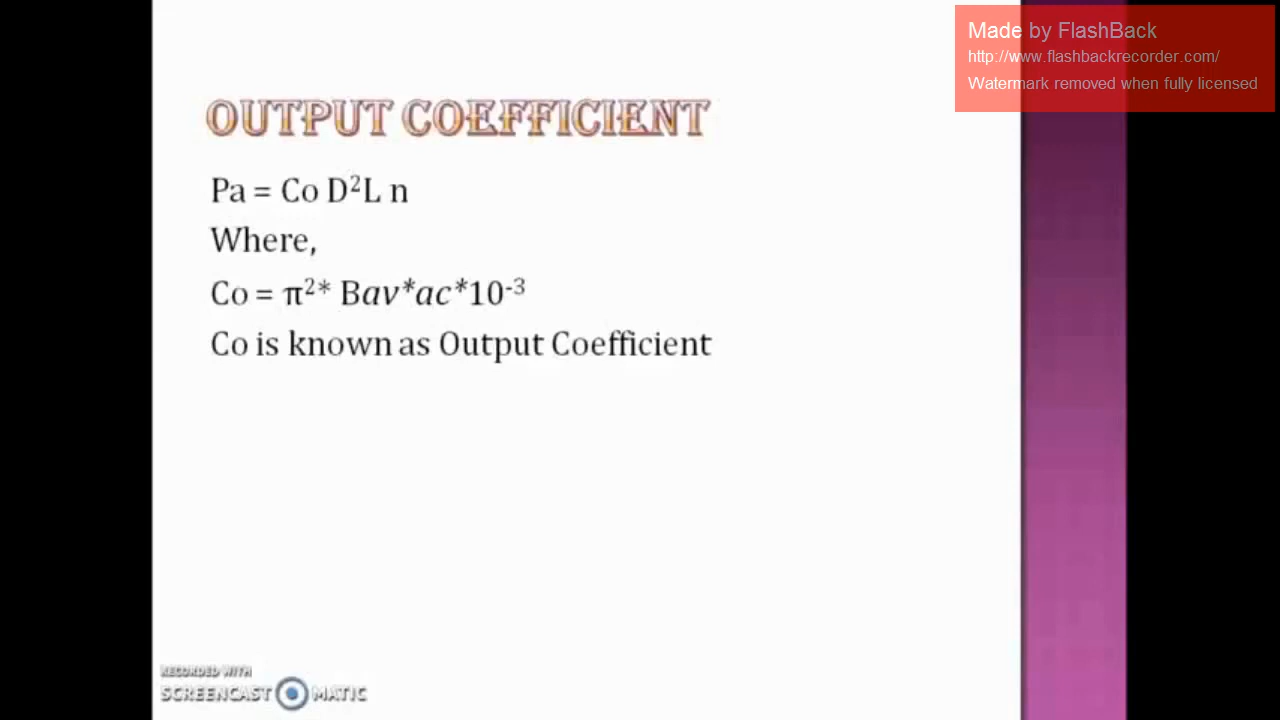 Made by FlashBack
http://www.flashbackrecorder.com/
Watermark removed when fully licensed
OUTPUT COEFFICIENT
Pa = Co D²L n
Where,
Co = π²* Bav*ac*10⁻³
Co is known as Output Coefficient
RECORDED WITH
SCREENCAST MATIC